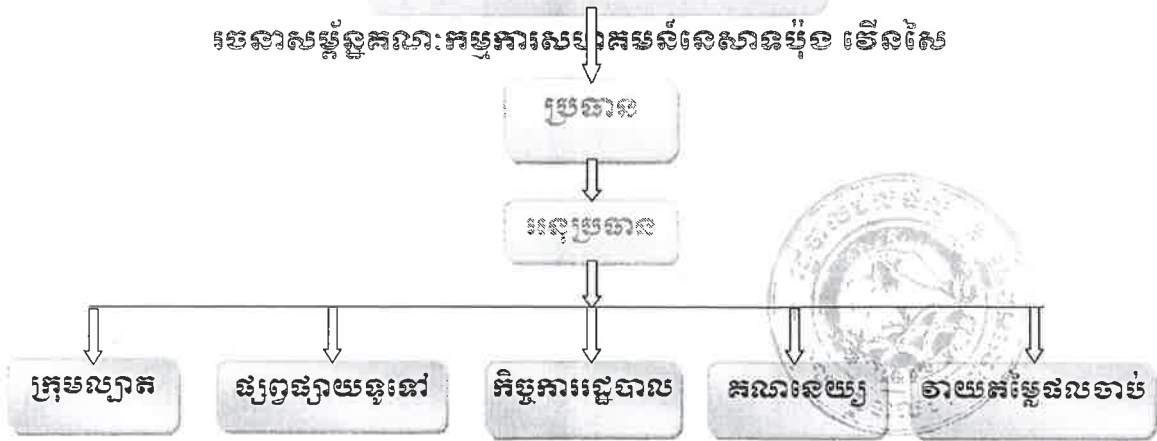 រចនាសម្ព័ន្ធគណៈកម្មការសហគមន៍នេសាទប៉ុង វើនសៃ
ប្រធាន
អនុប្រធាន
ក្រុមល្បាត
ផ្សព្វផ្សាយទូទៅ
កិច្ចការរដ្ឋបាល
គណនេយ្យ
វាយតម្លៃផលចាប់